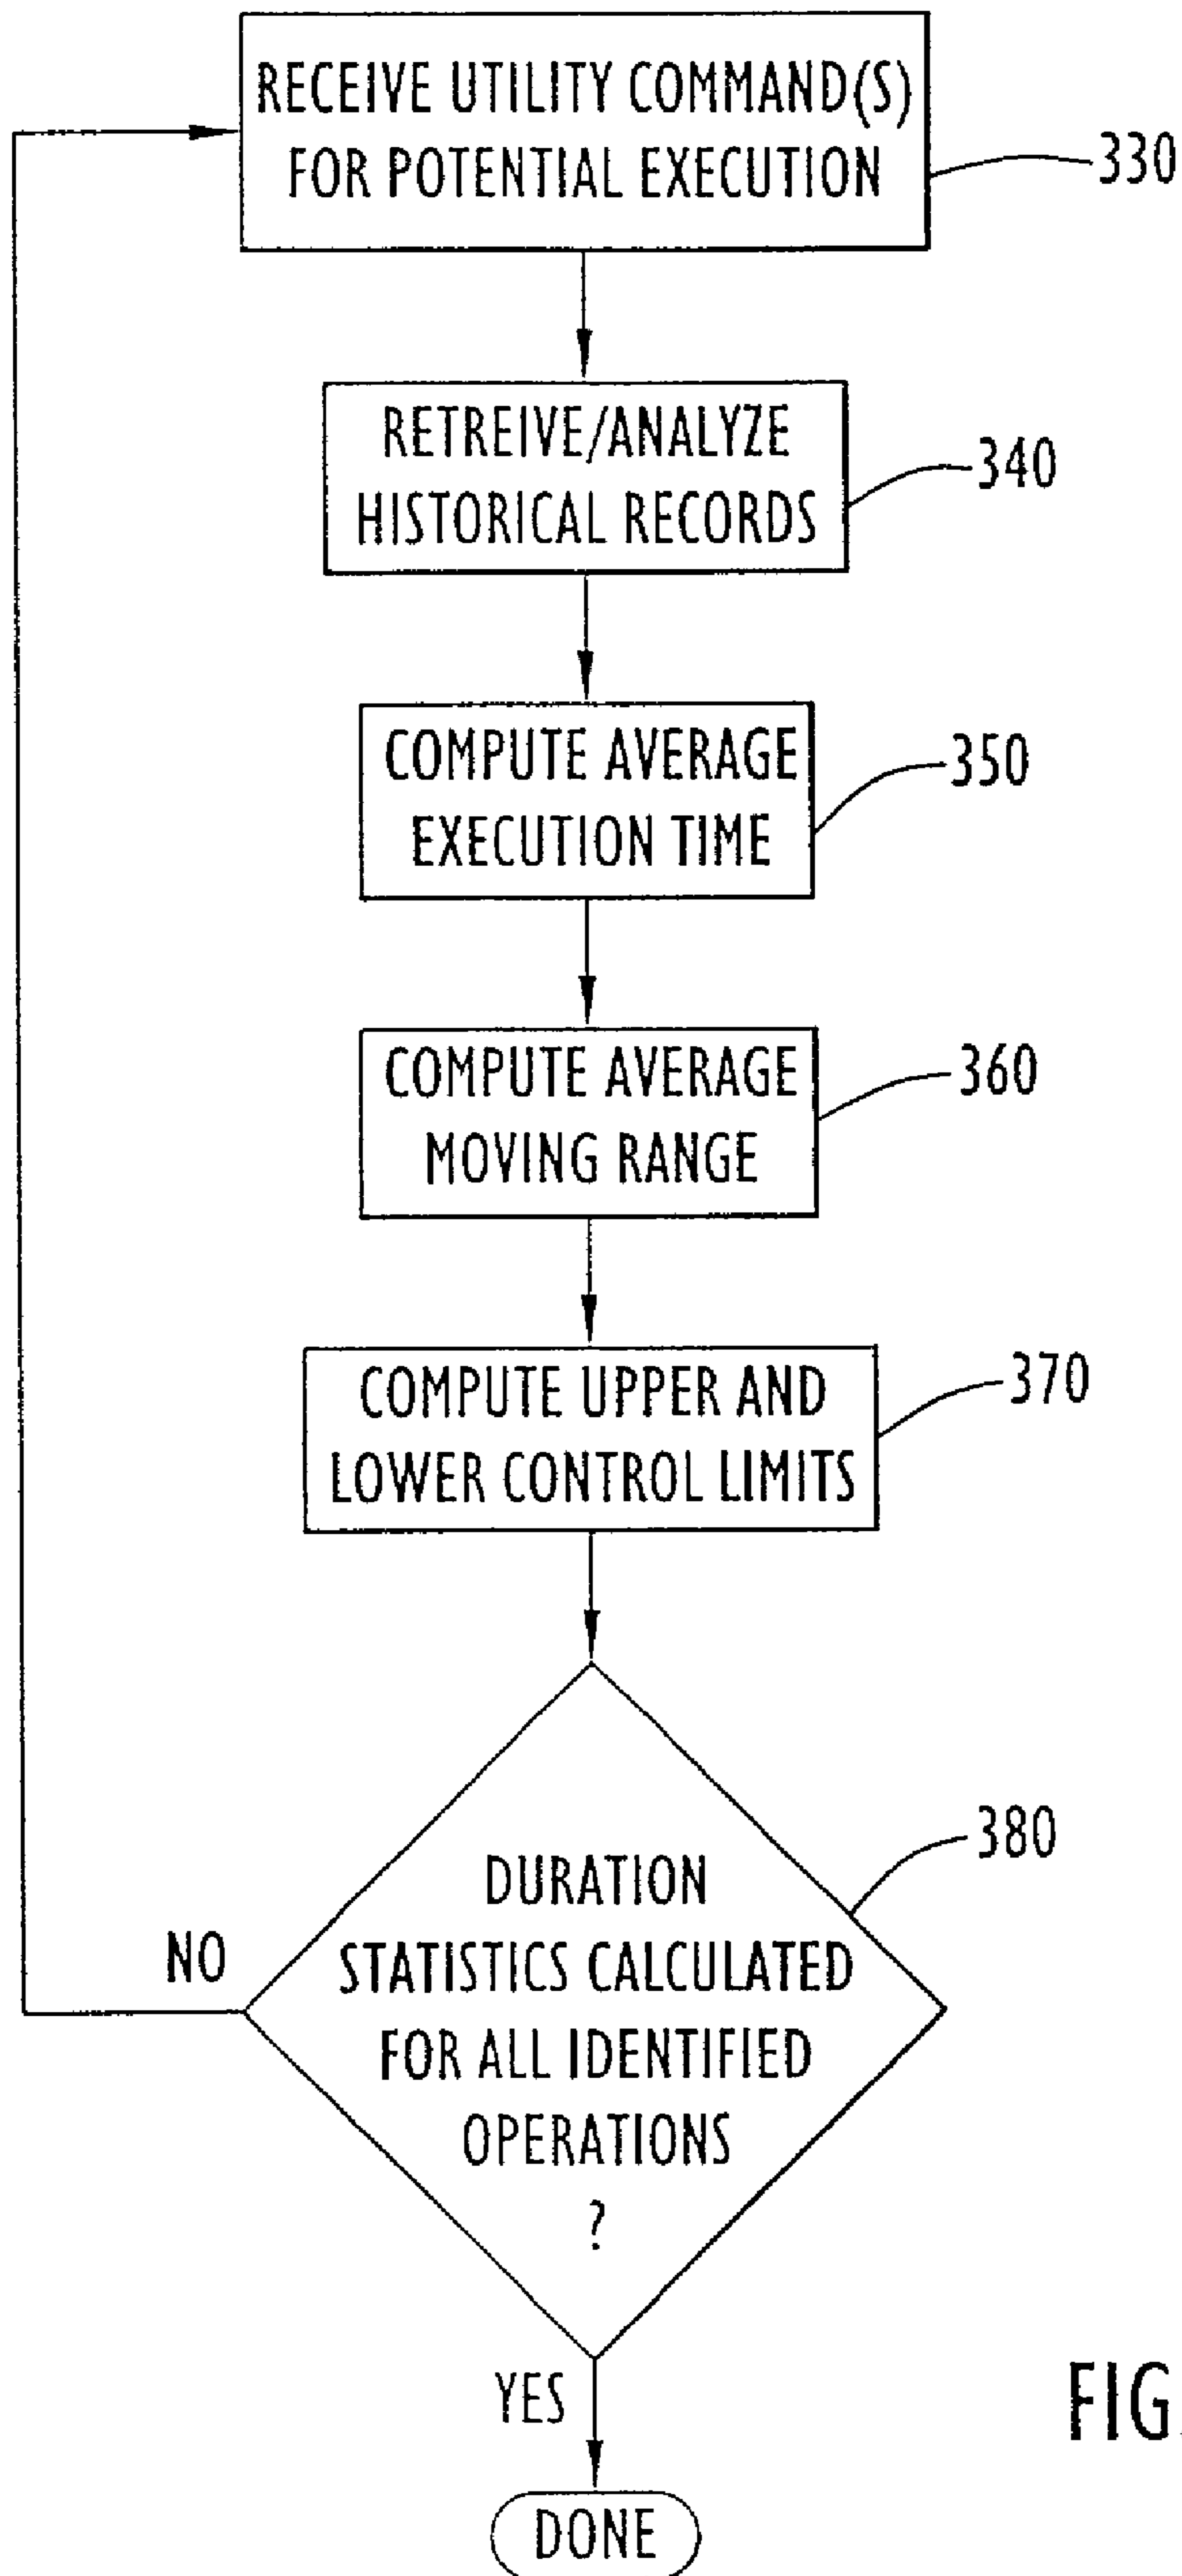 RECEIVE UTILITY COMMAND(S)
FOR POTENTIAL EXECUTION
330
RETREIVE/ANALYZE
HISTORICAL RECORDS
340
COMPUTE AVERAGE
EXECUTION TIME
350
COMPUTE AVERAGE
MOVING RANGE
360
COMPUTE UPPER AND
LOWER CONTROL LIMITS
370
DURATION
STATISTICS CALCULATED
FOR ALL IDENTIFIED
OPERATIONS
?
380
NO
YES
FIG.
DONE